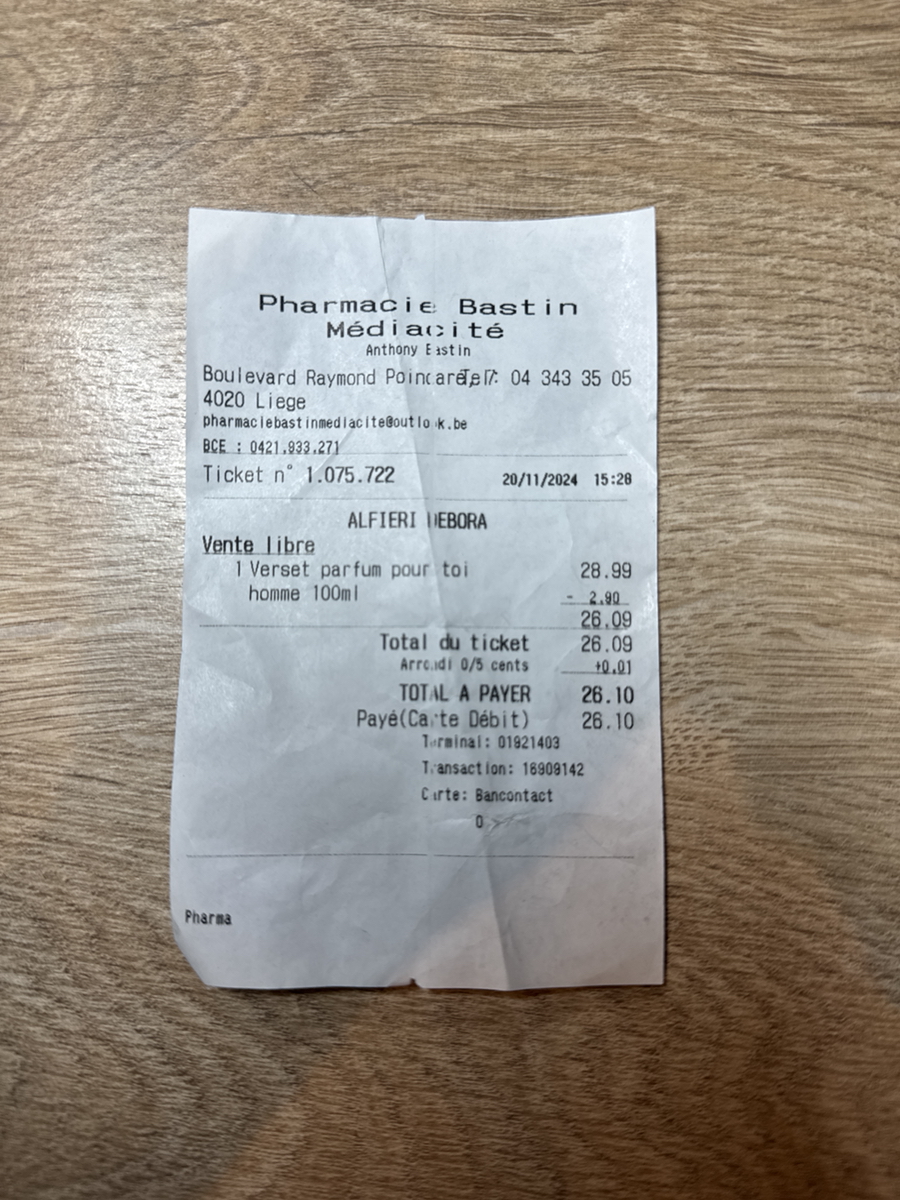 Pharmacie Bastin
Médiacité
Anthony Bastin
Boulevard Raymond Poincaré Tel: 04 343 35 05
4020 Liege
pharmaciebastinmediacite@outlook.be
BCE : 0421.933.271
Ticket n° 1.075.722 20/11/2024 15:28
ALFIERI DEBORA
Vente libre
1 Verset parfum pour toi 28.99
homme 100ml - 2.90
26.09
Total du ticket 26.09
Arrondi 0/5 cents +0.01
TOTAL A PAYER 26.10
Payé(Carte Débit) 26.10
Terminal: 01921403
Transaction: 16909142
Carte: Bancontact
0
Pharma